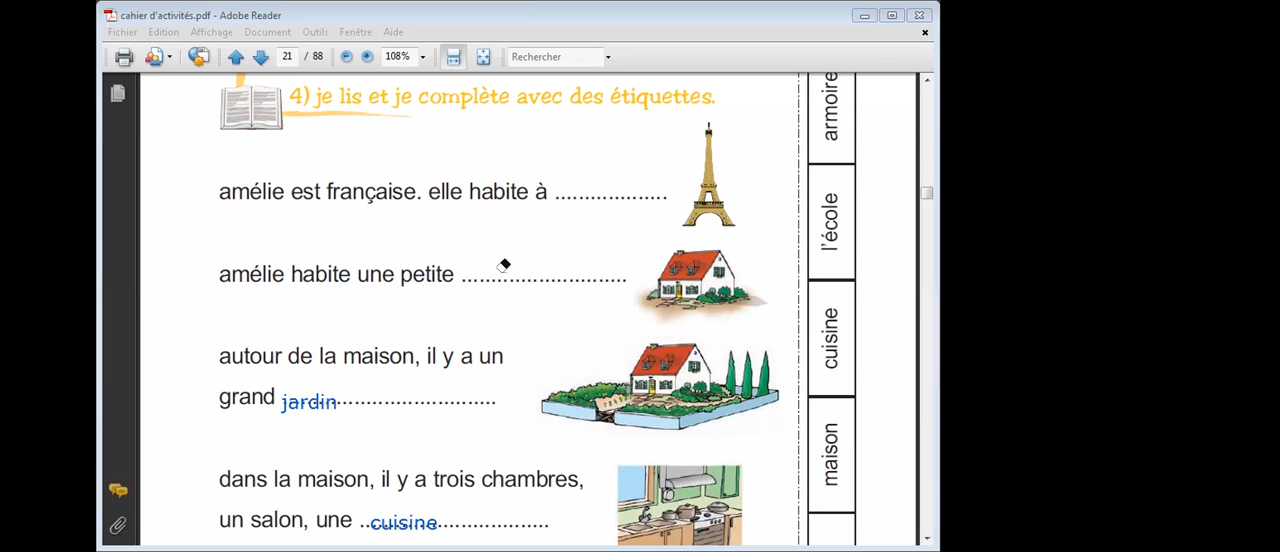 cahier d'activités.pdf - Adobe Reader
Fichier Edition Affichage Document Outils Fenêtre Aide
21 / 88 108% Rechercher
4) je lis et je complète avec des étiquettes.
amélie est française. elle habite à ...................
amélie habite une petite ............................
autour de la maison, il y a un
grand jardin...........................
dans la maison, il y a trois chambres,
un salon, une ..cuisine...................
armoire
l'école
cuisine
maison